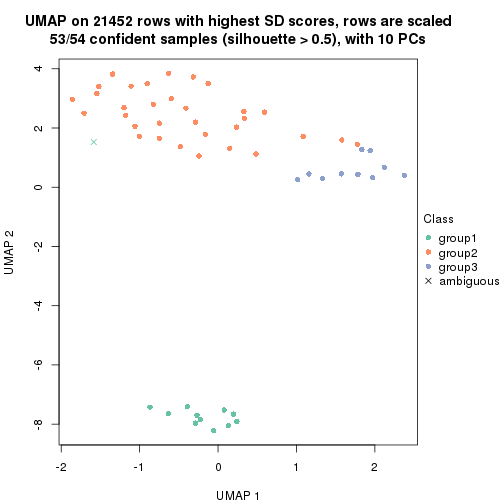 UMAP on 21452 rows with highest SD scores, rows are scaled
53/54 confident samples (silhouette > 0.5), with 10 PCs
4
2
0
-2
-4
-6
-8
UMAP 2
-2
-1
0
1
2
UMAP 1
Class
group1
group2
group3
ambiguous